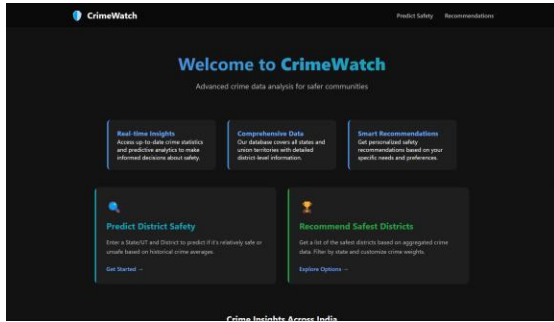 CrimeWatch
Predict Safety Recommendations
Welcome to CrimeWatch
Advanced crime data analysis for safer communities
Real-time Insights
Access up-to-date crime statistics
and predictive analytics to make
informed decisions about safety.
Comprehensive Data
Our database covers all states and
union territories with detailed
district-level information.
Smart Recommendations
Get personalized safety
recommendations based on your
specific needs and preferences.
Predict District Safety
Enter a State/UT and District to predict if it's relatively safe or
unsafe based on historical crime averages.
Get Started →
Recommend Safest Districts
Get a list of the safest districts based on aggregated crime
data. Filter by state and customize crime weights.
Explore Options →
Crime Insights Across India